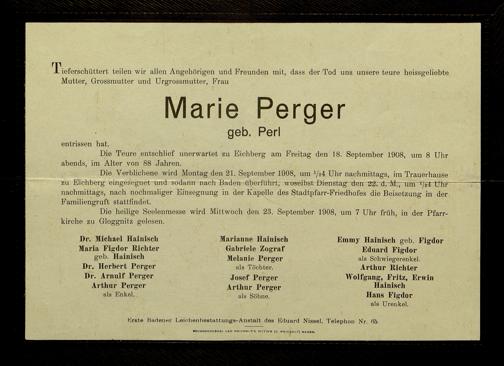 Tieferschüttert teilen wir allen Angehörigen und Freunden mit, dass der Tod uns unsere teure heissgeliebte
Mutter, Grossmutter und Urgrossmutter, Frau
Marie Perger
geb. Perl
entrissen hat.
Die Teure entschlief unerwartet zu Eichberg am Freitag den 18. September 1908, um 8 Uhr
abends, im Alter von 88 Jahren.
Die Verblichene wird Montag den 21. September 1908, um Uhr nachmittags, im Trauerhause
zu Eichberg eingesegnet und sodann nach Baden überführt, woselbst Dienstag den 22. d. M., um Uhr
nachmittags, nach nochmaliger Einsegnung in der Kapelle des Stadtpfarr-Friedhofes die Beisetzung in der
Familiengruft stattfindet.
Die heilige Seelenmesse wird Mittwoch den 23. September 1908, um 7 Uhr früh, in der Pfarr-
kirche zu Gloggnitz gelesen.
Dr. Michael Hainisch
Maria Figdor Richter
geb. Hainisch
Dr. Herbert Perger
Dr. Arnulf Perger
Arthur Perger
als Enkel.
Marianne Hainisch
Gabriele Zograf
Melanie Perger
als Töchter.
Josef Perger
Arthur Perger
als Söhne.
Emmy Hainisch geb. Figdor
Eduard Figdor
als Schwiegerenkel.
Arthur Richter
Wolfgang, Fritz, Erwin
Hainisch
Hans Figdor
als Urenkel.
Erste Badener Leichenbestattungs-Anstalt des Eduard Nissel, Telephon Nr. 65